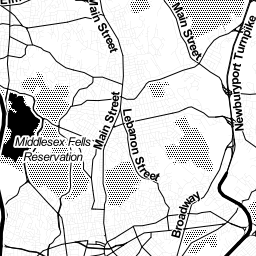 Main Street
Main Street
Newburyport Turnpike
Main Street
Lebanon Street
Middlesex Fells
Reservation
Broadway